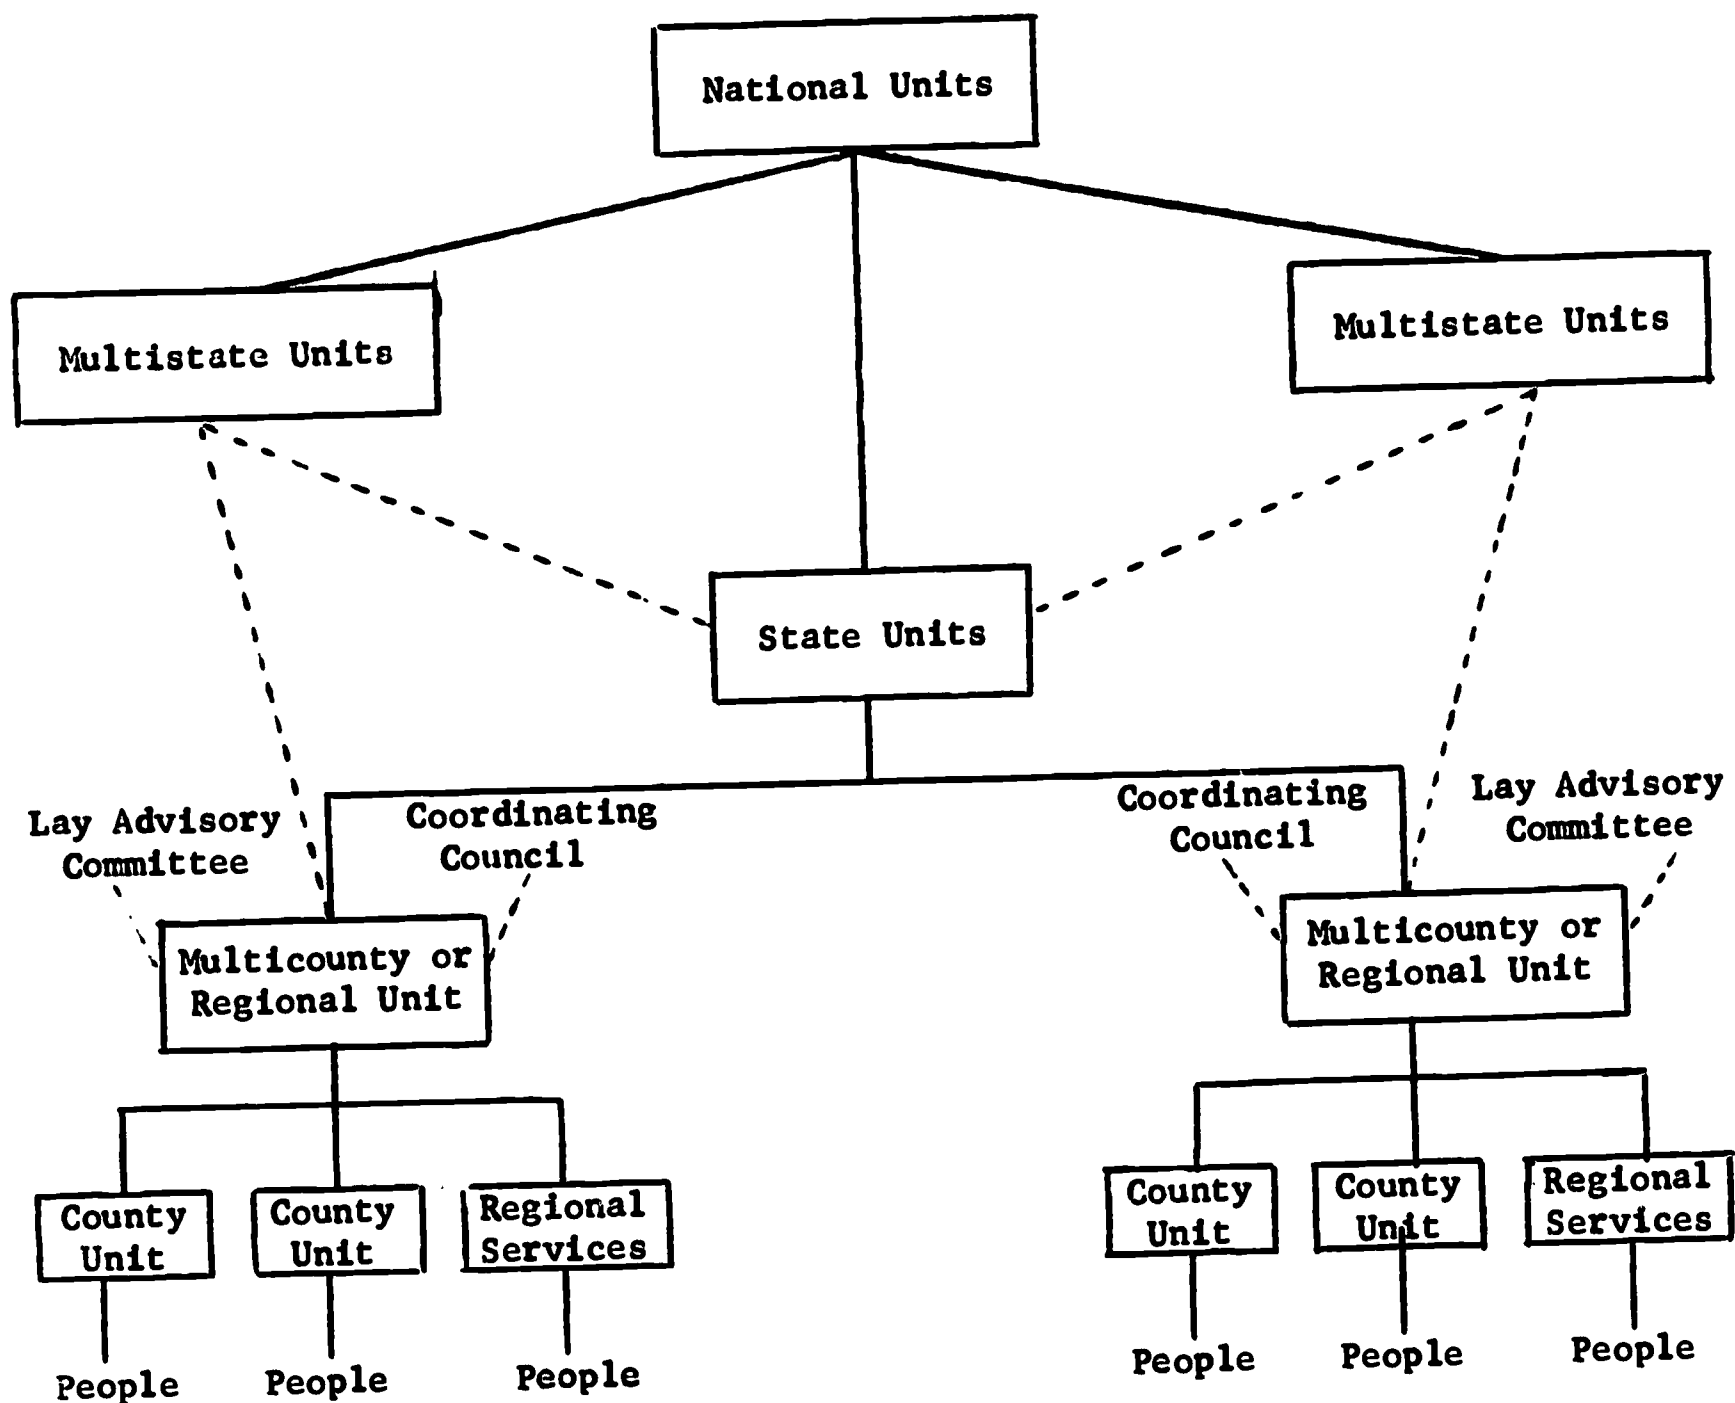 National Units
Multistate Units
Multistate Units
State Units
Lay Advisory
Committee
Coordinating
Council
Coordinating
Council
Lay Advisory
Committee
Multicounty or
Regional Unit
Multicounty or
Regional Unit
County
Unit
County
Unit
Regional
Services
County
Unit
County
Unit
Regional
Services
People
People
People
People
People
People